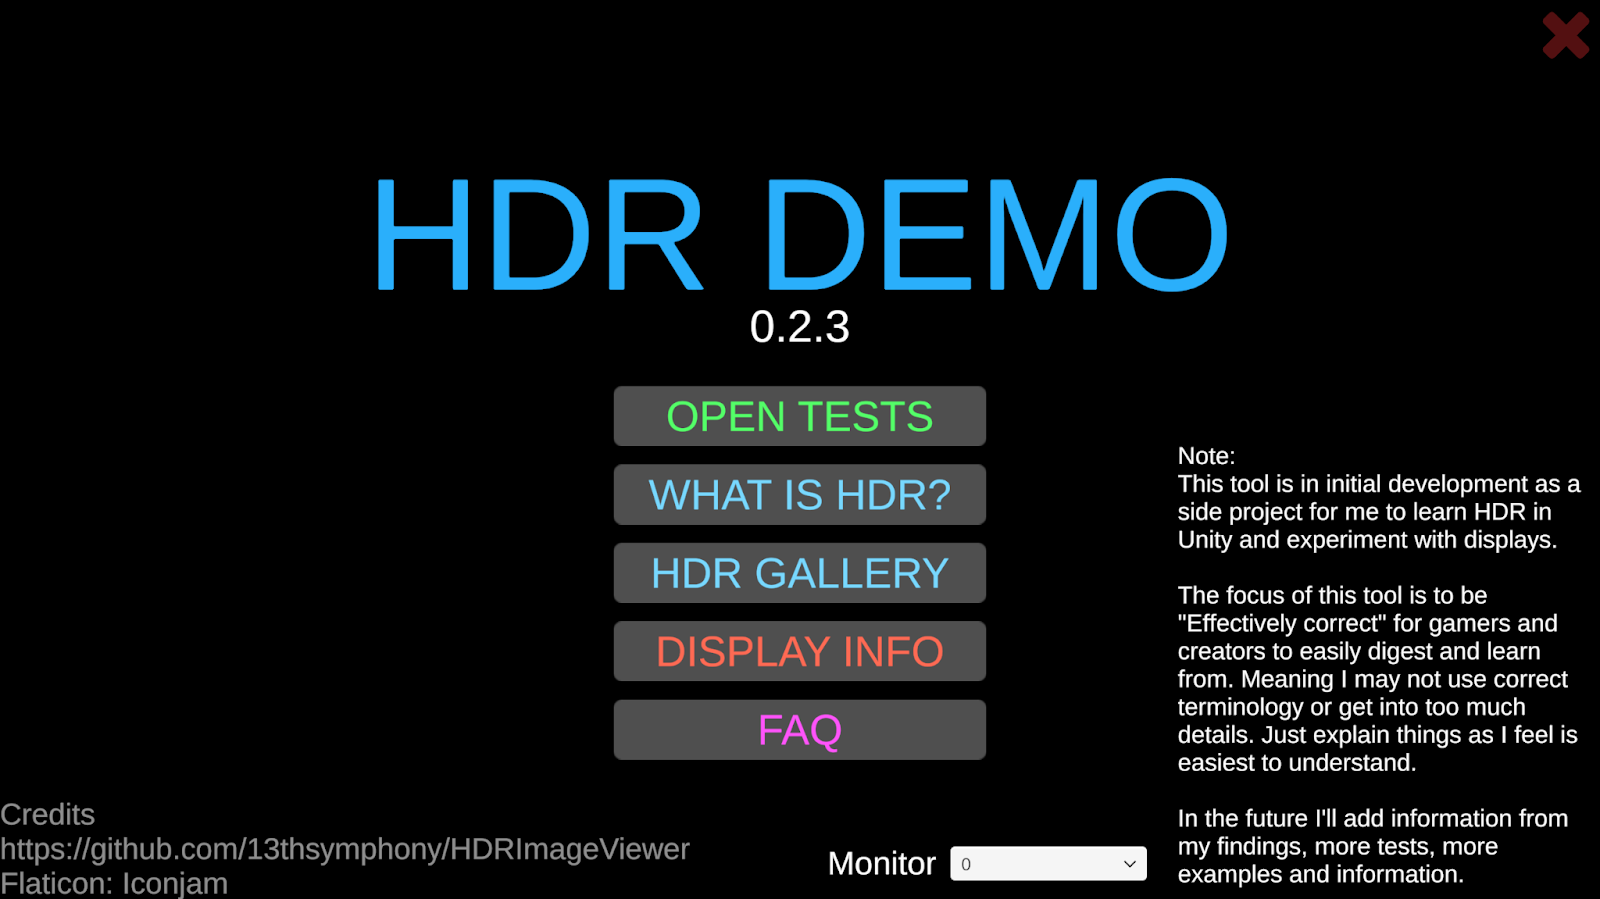 HDR DEMO
0.2.3
OPEN TESTS
WHAT IS HDR?
HDR GALLERY
DISPLAY INFO
FAQ
Note:
This tool is in initial development as a
side project for me to learn HDR in
Unity and experiment with displays.
The focus of this tool is to be
"Effectively correct" for gamers and
creators to easily digest and learn
from. Meaning I may not use correct
terminology or get into too much
details. Just explain things as I feel is
easiest to understand.
In the future I'll add information from
my findings, more tests, more
examples and information.
Credits
https://github.com/13thsymphony/HDRImageViewer
Flaticon: Iconjam
Monitor 0